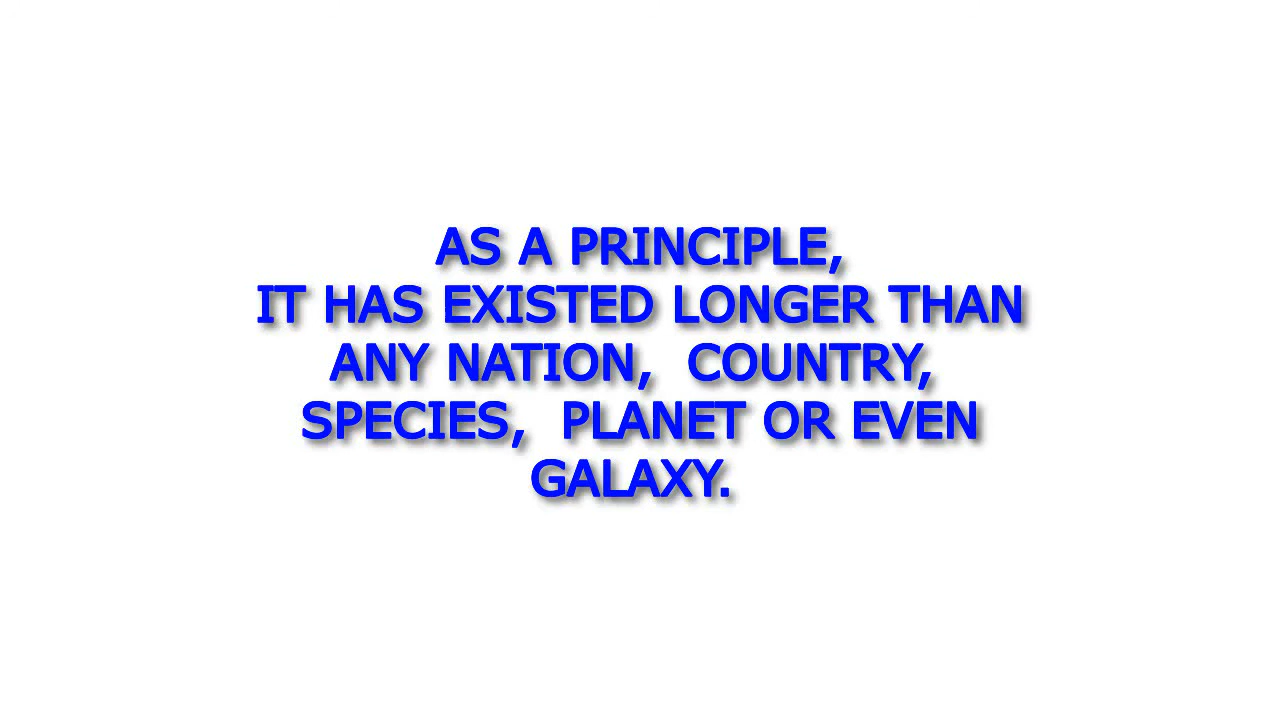 AS A PRINCIPLE,
IT HAS EXISTED LONGER THAN
ANY NATION,  COUNTRY,
SPECIES,  PLANET OR EVEN
GALAXY.